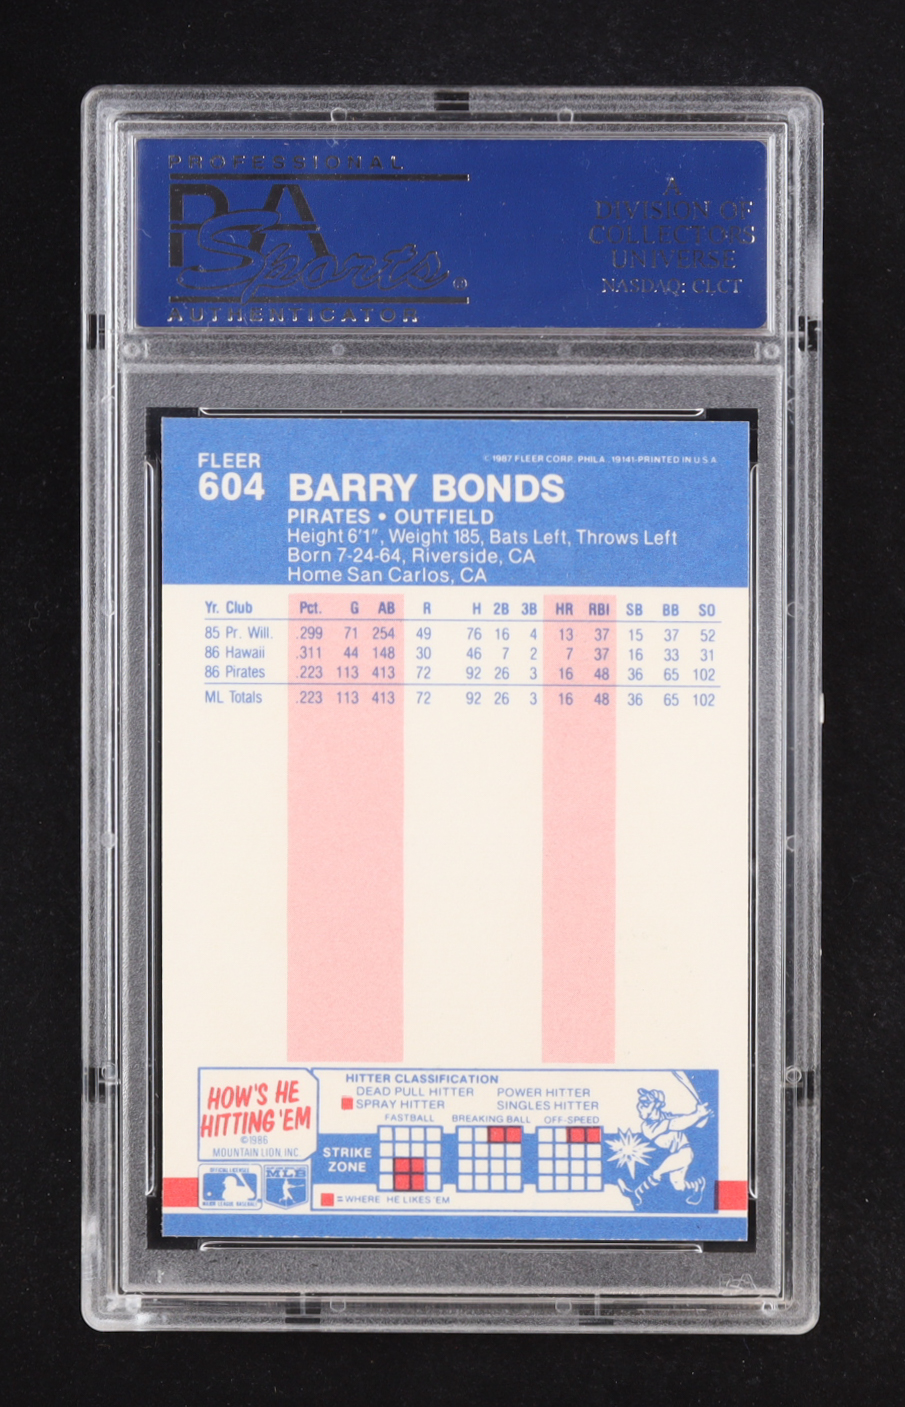 PROFESSIONAL
PSA
Sports®
AUTHENTICATOR
A
DIVISION OF
COLLECTORS
UNIVERSE
NASDAQ: CLCT
FLEER
604
© 1987 FLEER CORP. PHILA. 19141-PRINTED IN U S A
BARRY BONDS
PIRATES • OUTFIELD
Height 6'1", Weight 185, Bats Left, Throws Left
Born 7-24-64, Riverside, CA
Home San Carlos, CA
Yr. Club Pct. G AB R H 2B 3B HR RBI SB BB SO
85 Pr. Will. .299 71 254 49 76 16 4 13 37 15 37 52
86 Hawaii .311 44 148 30 46 7 2 7 37 16 33 31
86 Pirates .223 113 413 72 92 26 3 16 48 36 65 102
ML Totals .223 113 413 72 92 26 3 16 48 36 65 102
HOW'S HE
HITTING 'EM
©1986
MOUNTAIN LION, INC.
HITTER CLASSIFICATION
DEAD PULL HITTER POWER HITTER
SPRAY HITTER SINGLES HITTER
FASTBALL BREAKING BALL OFF-SPEED
STRIKE
ZONE
= WHERE HE LIKES 'EM
OFFICIAL LICENSEE
MAJOR LEAGUE BASEBALL
MLB
PSA